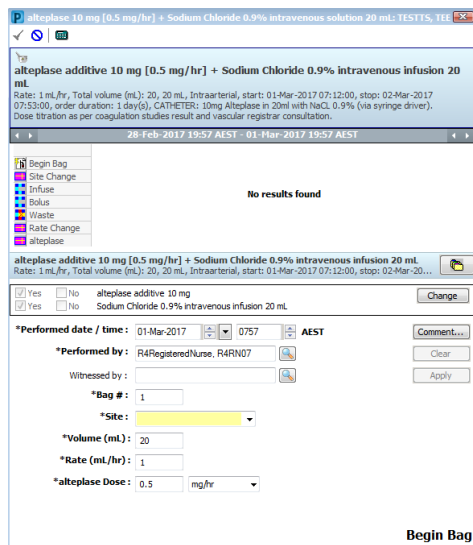 alteplase 10 mg [0.5 mg/hr] + Sodium Chloride 0.9% intravenous solution 20 mL: TESTTS, TEE
alteplase additive 10 mg [0.5 mg/hr] + Sodium Chloride 0.9% intravenous infusion 20
mL
Rate: 1 mL/hr, Total volume (mL): 20, 20 mL, Intraarterial, start: 01-Mar-2017 07:12:00, stop: 02-Mar-2017
07:53:00, order duration: 1 day(s), CATHETER: 10mg Alteplase in 20ml with NaCL 0.9% (via syringe driver).
Dose titration as per coagulation studies result and vascular registrar consultation.
28-Feb-2017 19:57 AEST - 01-Mar-2017 19:57 AEST
Begin Bag
Site Change
Infuse
Bolus
Waste
Rate Change
alteplase
No results found
alteplase additive 10 mg [0.5 mg/hr] + Sodium Chloride 0.9% intravenous infusion 20 mL
Rate: 1 mL/hr, Total volume (mL): 20, 20 mL, Intraarterial, start: 01-Mar-2017 07:12:00, stop: 02-Mar-20...
Yes No alteplase additive 10 mg
Yes No Sodium Chloride 0.9% intravenous infusion 20 mL
Change
*Performed date / time : 01-Mar-2017 0757 AEST
Comment...
*Performed by : R4RegisteredNurse, R4RN07
Clear
Witnessed by :
Apply
*Bag # : 1
*Site :
*Volume (mL) : 20
*Rate (mL/hr) : 1
*alteplase Dose : 0.5 mg/hr
Begin Bag